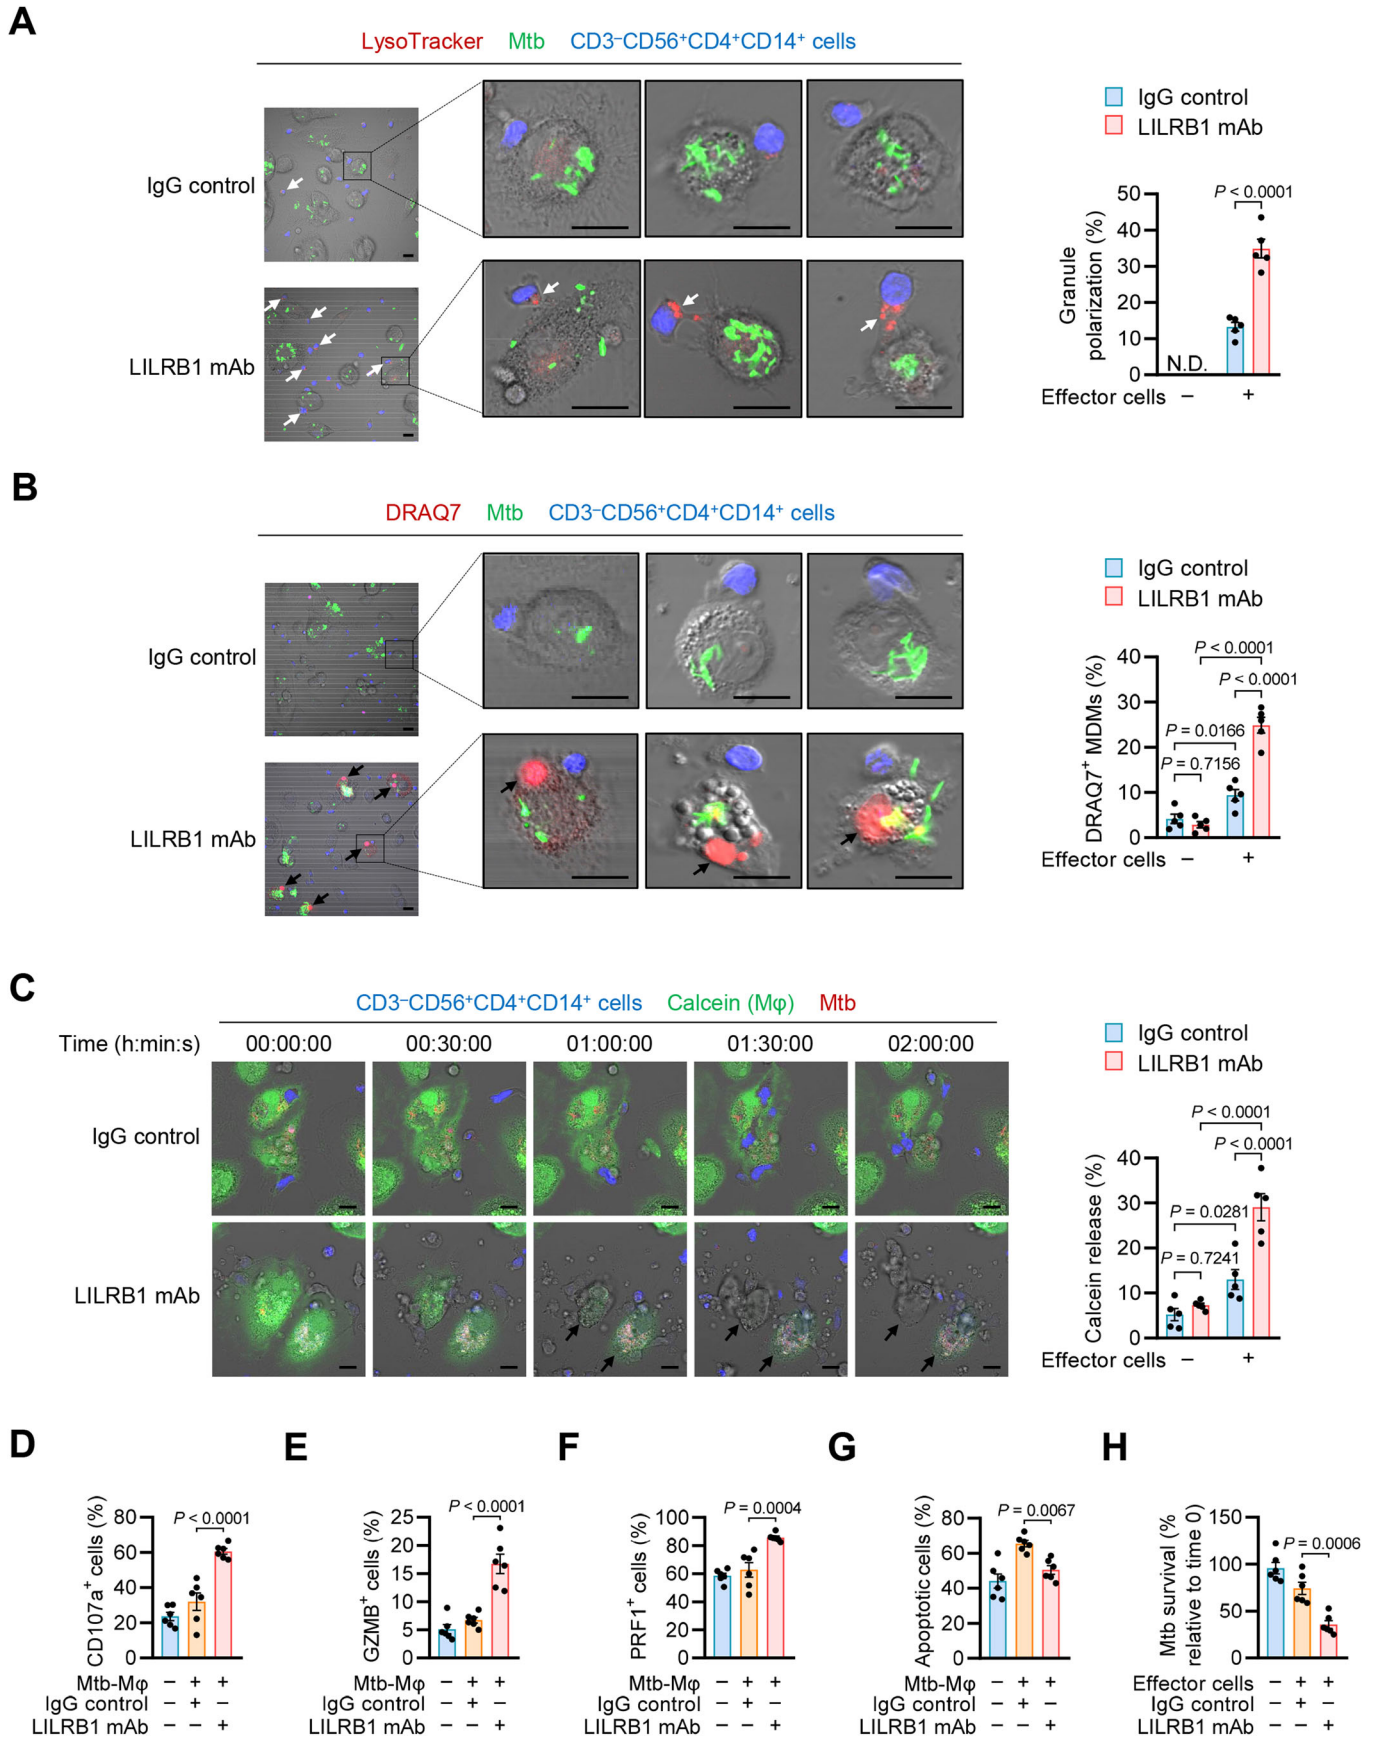 A
LysoTracker Mtb CD3⁻CD56⁺CD4⁺CD14⁺ cells
IgG control
LILRB1 mAb
IgG control
LILRB1 mAb
Granule polarization (%)
50
40
30
20
10
0
P < 0.0001
N.D.
Effector cells – +
B
DRAQ7 Mtb CD3⁻CD56⁺CD4⁺CD14⁺ cells
IgG control
LILRB1 mAb
IgG control
LILRB1 mAb
DRAQ7⁺ MDMs (%)
40
30
20
10
0
P < 0.0001
P < 0.0001
P = 0.0166
P = 0.7156
Effector cells – +
C
CD3⁻CD56⁺CD4⁺CD14⁺ cells Calcein (Mφ) Mtb
Time (h:min:s) 00:00:00 00:30:00 01:00:00 01:30:00 02:00:00
IgG control
LILRB1 mAb
IgG control
LILRB1 mAb
Calcein release (%)
40
30
20
10
0
P < 0.0001
P < 0.0001
P = 0.0281
P = 0.7241
Effector cells – +
D
CD107a⁺ cells (%)
80
60
40
20
0
P < 0.0001
Mtb-Mφ – + +
IgG control – + –
LILRB1 mAb – – +
E
GZMB⁺ cells (%)
25
20
15
10
5
0
P < 0.0001
Mtb-Mφ – + +
IgG control – + –
LILRB1 mAb – – +
F
PRF1⁺ cells (%)
100
80
60
40
20
0
P = 0.0004
Mtb-Mφ – + +
IgG control – + –
LILRB1 mAb – – +
G
Apoptotic cells (%)
80
60
40
20
0
P = 0.0067
Mtb-Mφ – + +
IgG control – + –
LILRB1 mAb – – +
H
Mtb survival (%
relative to time 0)
150
100
50
0
P = 0.0006
Effector cells – + +
IgG control – + –
LILRB1 mAb – – +